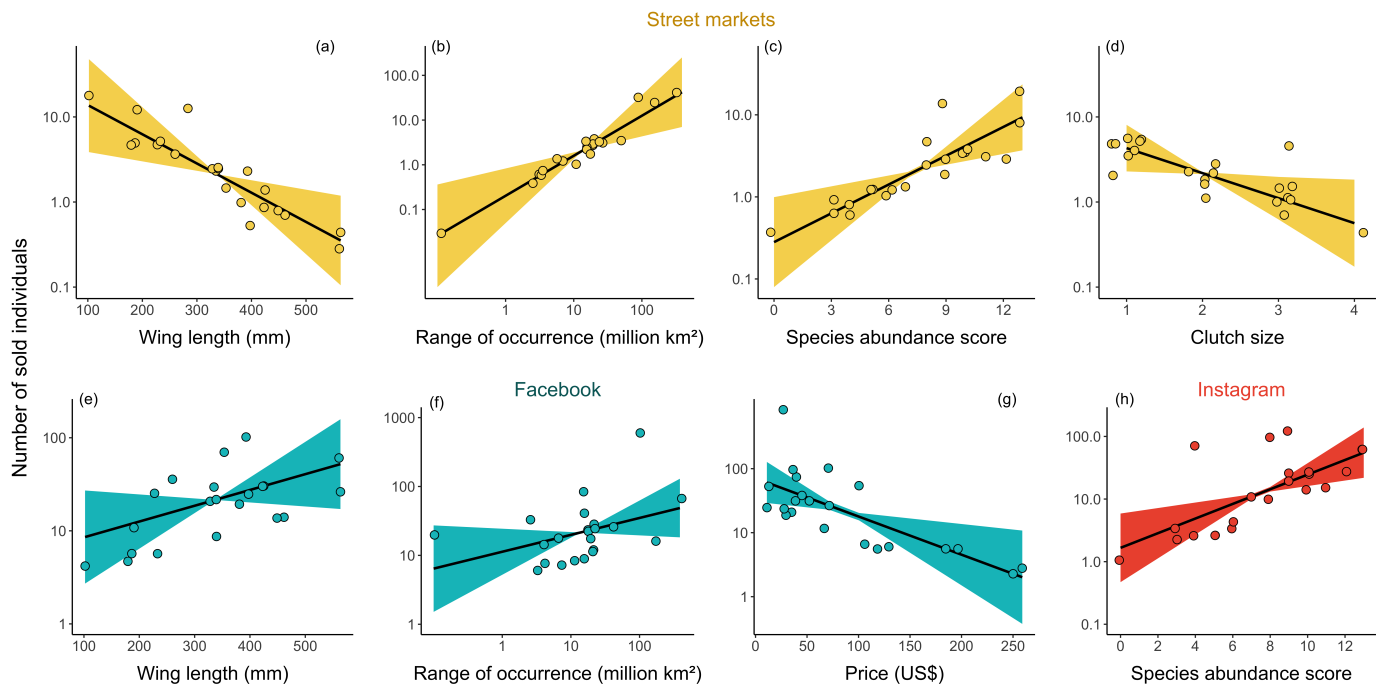 Street markets
(a)
(b)
(c)
(d)
10.0
1.0
0.1
100 200 300 400 500
Wing length (mm)
100.0
10.0
1.0
0.1
1 10 100
Range of occurrence (million km²)
10.0
1.0
0.1
0 3 6 9 12
Species abundance score
10.0
1.0
0.1
1 2 3 4
Clutch size
Number of sold individuals
Facebook
Instagram
(e)
(f)
(g)
(h)
100
10
1
100 200 300 400 500
Wing length (mm)
1000
100
10
1
1 10 100
Range of occurrence (million km²)
100
10
1
0 50 100 150 200 250
Price (US$)
100.0
10.0
1.0
0.1
0 2 4 6 8 10 12
Species abundance score